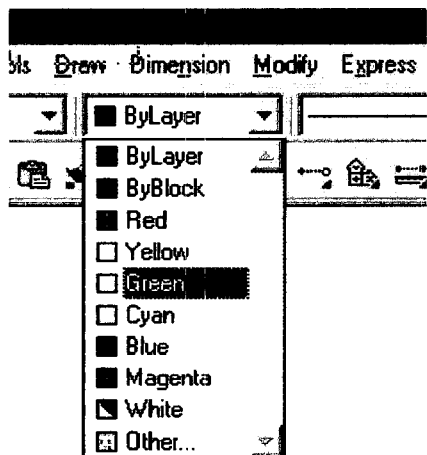 Draw Dimension Modify Express
ByLayer
ByLayer
ByBlock
Red
Yellow
Green
Cyan
Blue
Magenta
White
Other...